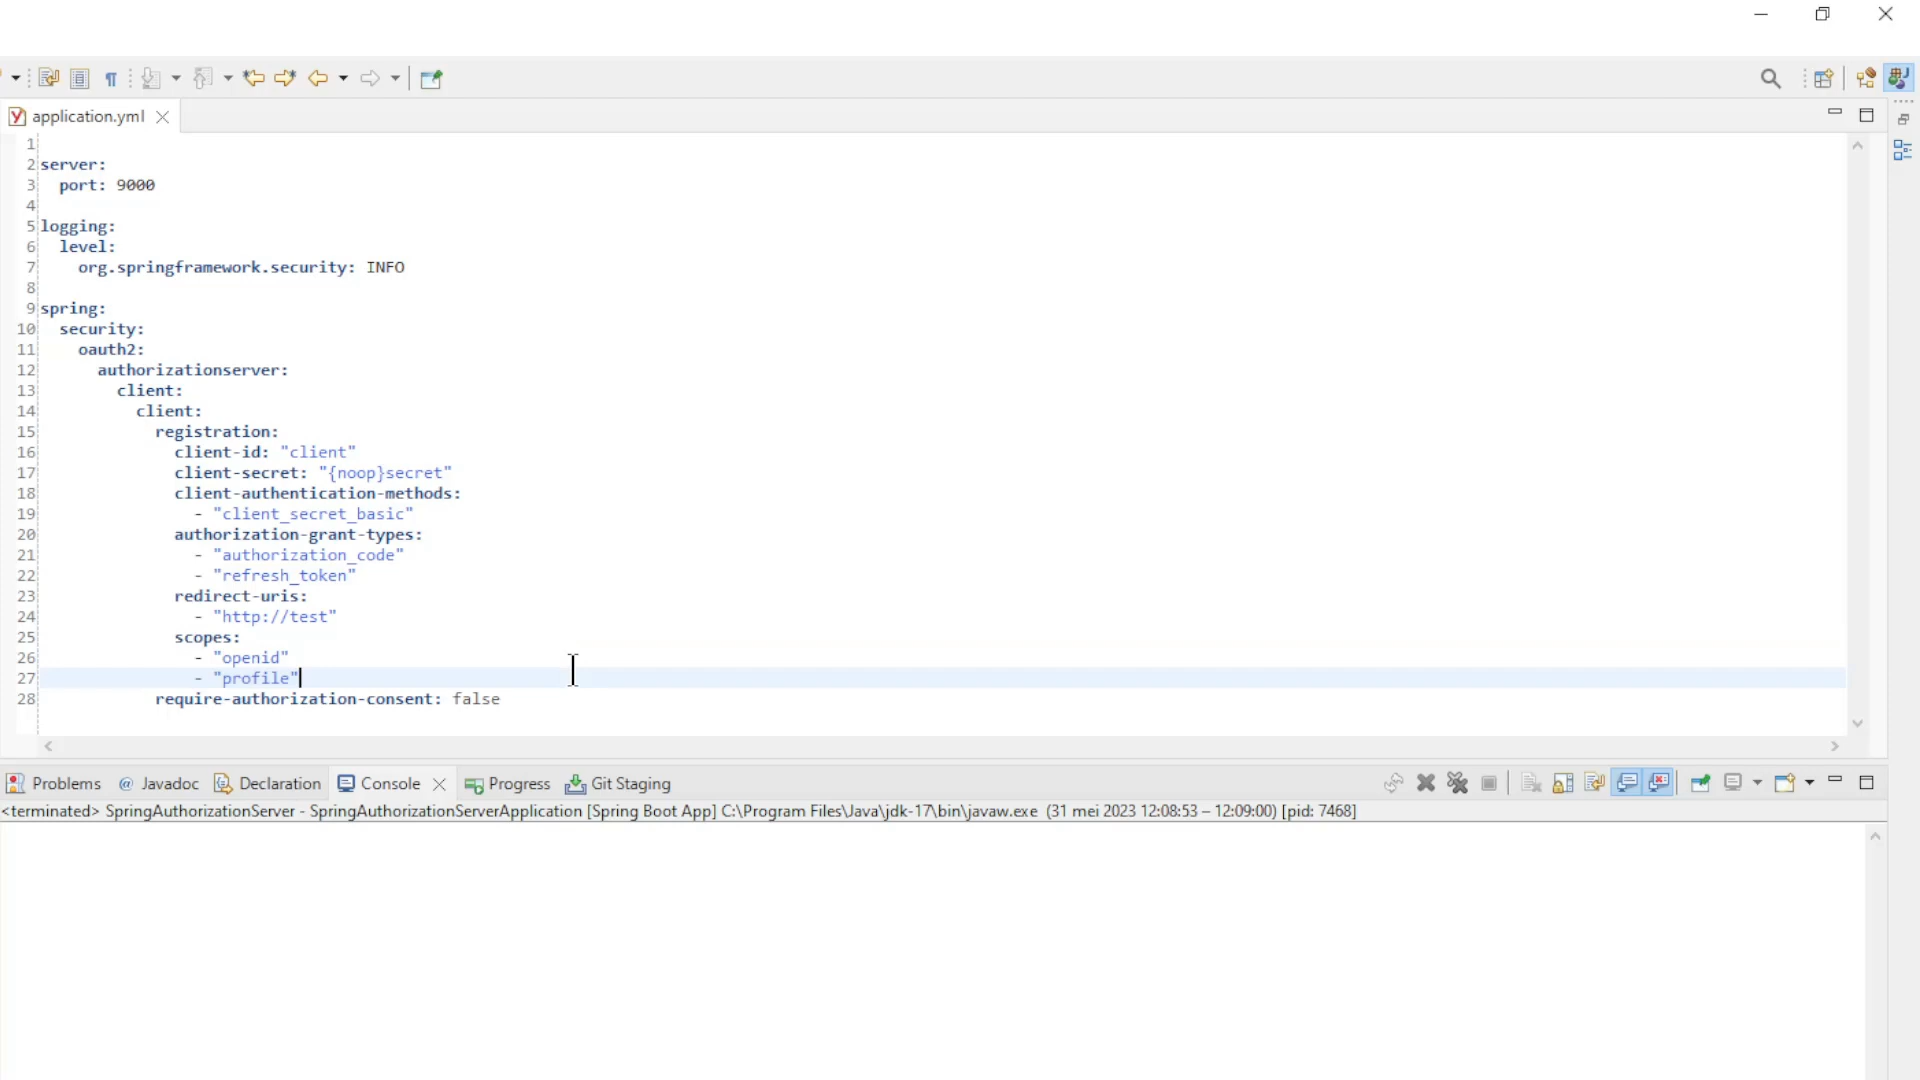 application.yml
1
2 server:
3   port: 9000
4
5 logging:
6   level:
7     org.springframework.security: INFO
8
9 spring:
10   security:
11     oauth2:
12       authorizationserver:
13         client:
14           client:
15             registration:
16               client-id: "client"
17               client-secret: "{noop}secret"
18               client-authentication-methods:
19                 - "client_secret_basic"
20               authorization-grant-types:
21                 - "authorization_code"
22                 - "refresh_token"
23               redirect-uris:
24                 - "http://test"
25               scopes:
26                 - "openid"
27                 - "profile"
28             require-authorization-consent: false
Problems @ Javadoc Declaration Console Progress Git Staging
<terminated> SpringAuthorizationServer - SpringAuthorizationServerApplication [Spring Boot App] C:\Program Files\Java\jdk-17\bin\javaw.exe (31 mei 2023 12:08:53 – 12:09:00) [pid: 7468]